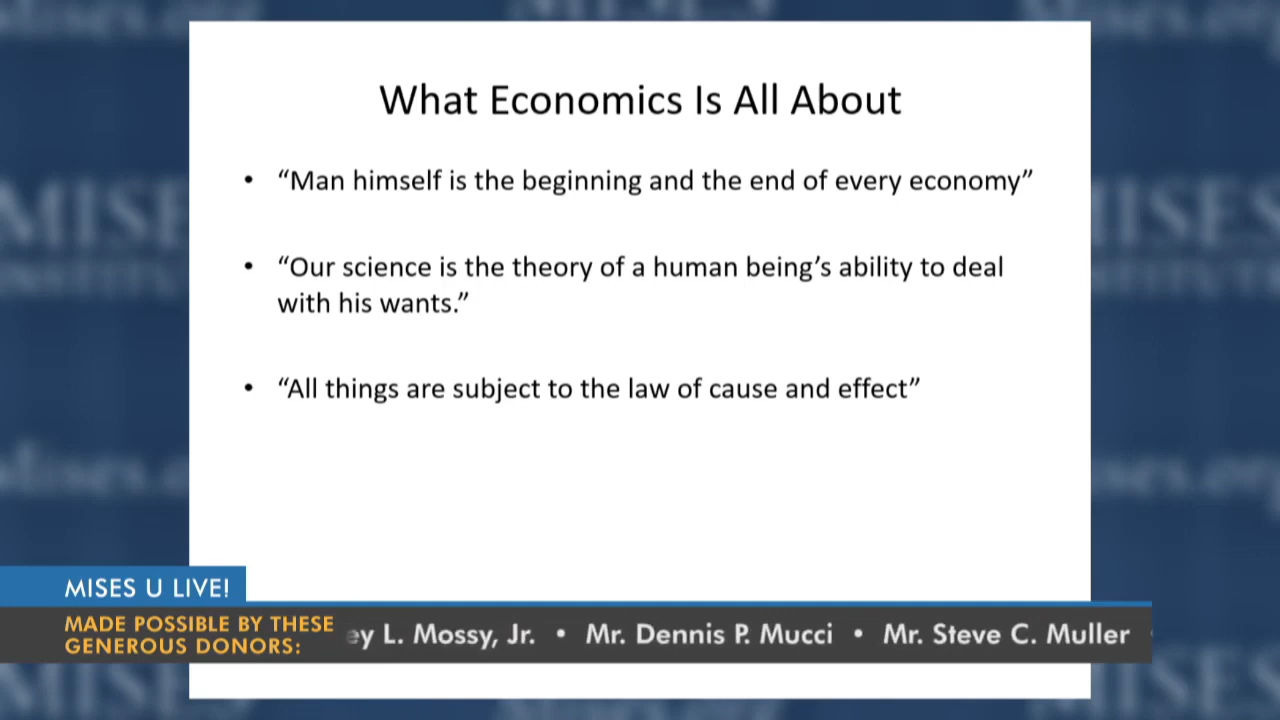 What Economics Is All About
• “Man himself is the beginning and the end of every economy”
• “Our science is the theory of a human being’s ability to deal
with his wants.”
• “All things are subject to the law of cause and effect”
MISES U LIVE!
MADE POSSIBLE BY THESE
GENEROUS DONORS:
ey L. Mossy, Jr. • Mr. Dennis P. Mucci • Mr. Steve C. Muller